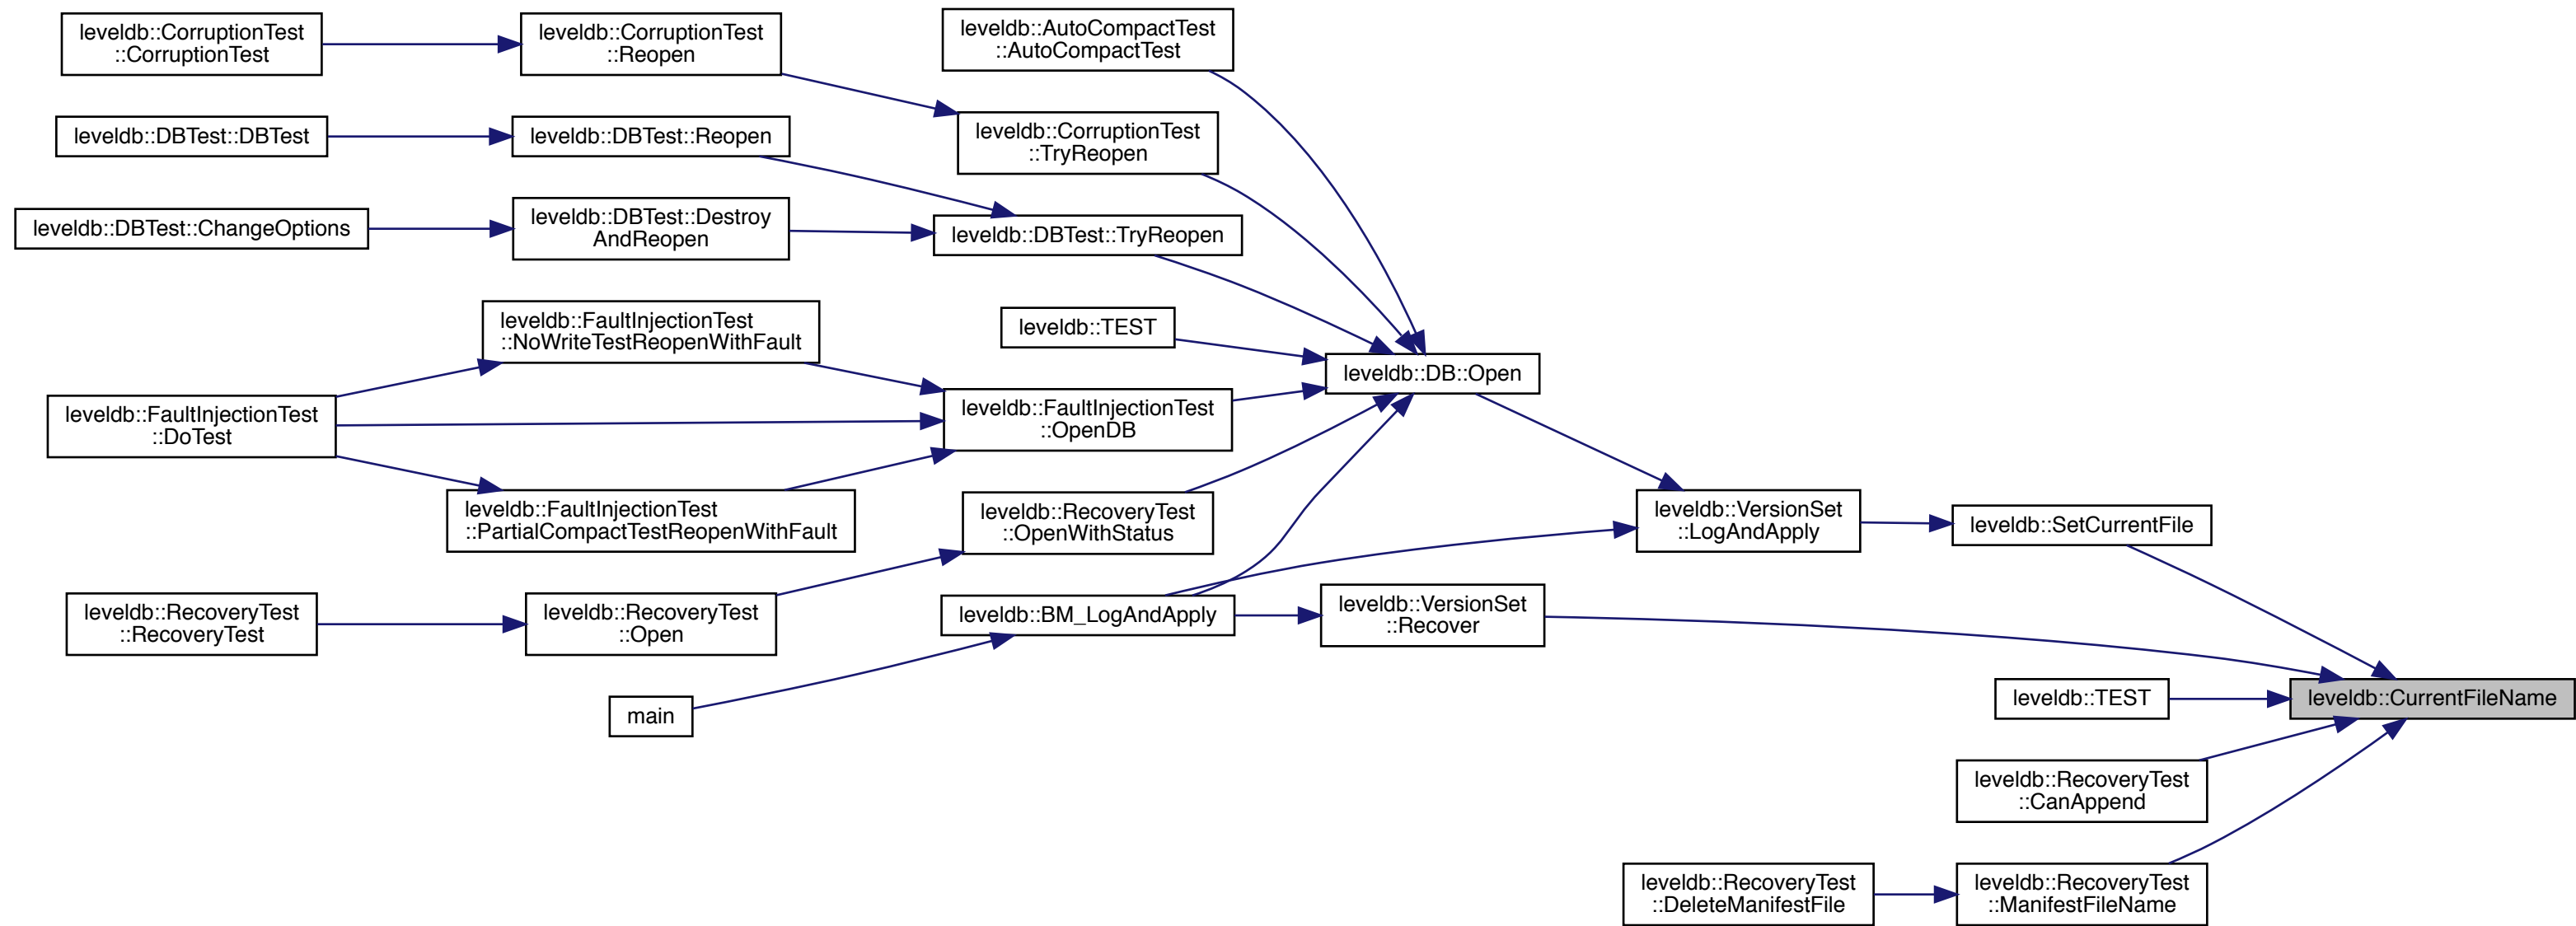 leveldb::CorruptionTest
::CorruptionTest
leveldb::CorruptionTest
::Reopen
leveldb::AutoCompactTest
::AutoCompactTest
leveldb::DBTest::DBTest
leveldb::DBTest::Reopen
leveldb::CorruptionTest
::TryReopen
leveldb::DBTest::ChangeOptions
leveldb::DBTest::Destroy
AndReopen
leveldb::DBTest::TryReopen
leveldb::FaultInjectionTest
::NoWriteTestReopenWithFault
leveldb::TEST
leveldb::DB::Open
leveldb::FaultInjectionTest
::DoTest
leveldb::FaultInjectionTest
::OpenDB
leveldb::FaultInjectionTest
::PartialCompactTestReopenWithFault
leveldb::RecoveryTest
::OpenWithStatus
leveldb::VersionSet
::LogAndApply
leveldb::SetCurrentFile
leveldb::RecoveryTest
::RecoveryTest
leveldb::RecoveryTest
::Open
leveldb::BM_LogAndApply
leveldb::VersionSet
::Recover
main
leveldb::TEST
leveldb::CurrentFileName
leveldb::RecoveryTest
::CanAppend
leveldb::RecoveryTest
::DeleteManifestFile
leveldb::RecoveryTest
::ManifestFileName